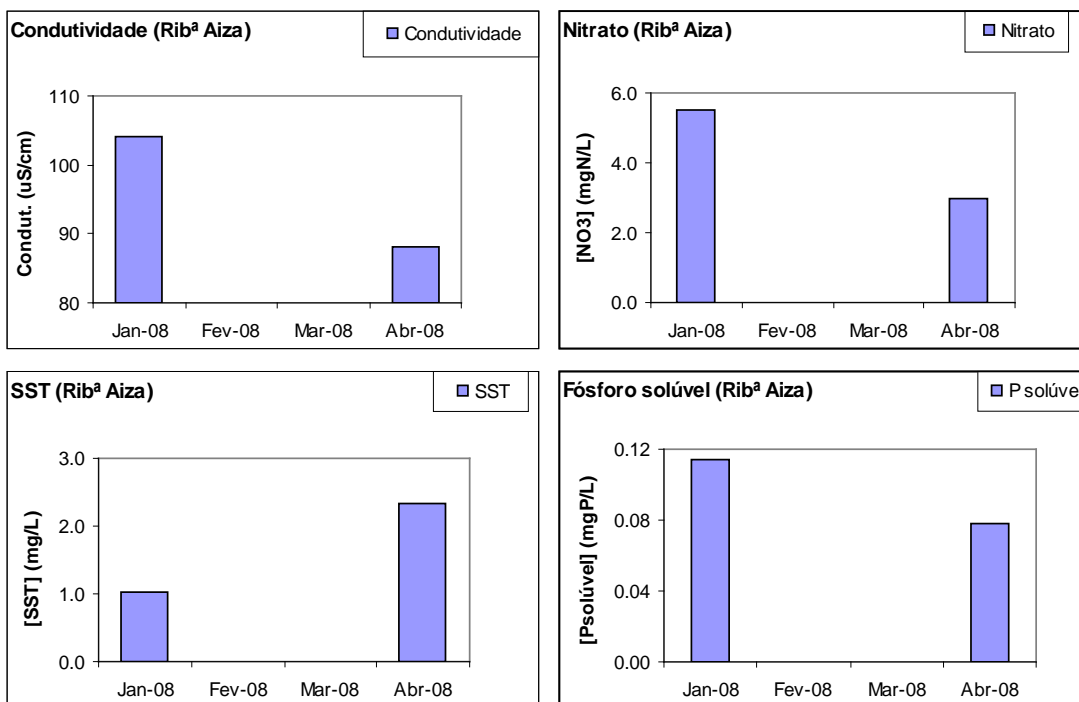 Condutividade (Ribª Aiza)
Condutividade
Condut. (uS/cm)
110
100
90
80
Jan-08 Fev-08 Mar-08 Abr-08
Nitrato (Ribª Aiza)
Nitrato
[NO3] (mgN/L)
6.0
4.0
2.0
0.0
Jan-08 Fev-08 Mar-08 Abr-08
SST (Ribª Aiza)
SST
[SST] (mg/L)
3.0
2.0
1.0
0.0
Jan-08 Fev-08 Mar-08 Abr-08
Fósforo solúvel (Ribª Aiza)
P solúve
[Psolúvel] (mgP/L)
0.12
0.08
0.04
0.00
Jan-08 Fev-08 Mar-08 Abr-08